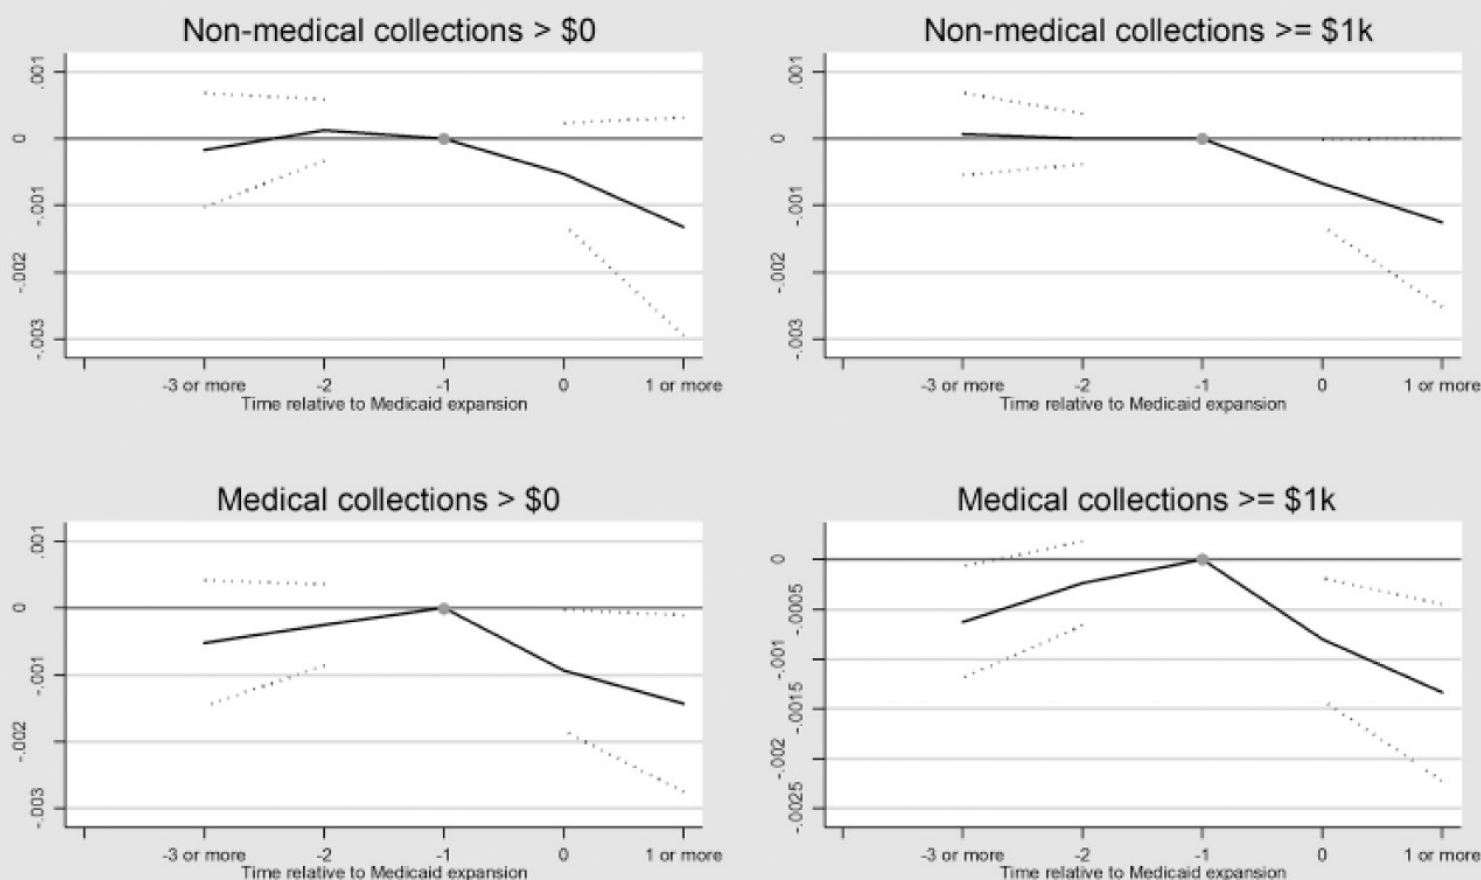 Non-medical collections > $0
.001
0
-.001
-.002
-.003
-3 or more -2 -1 0 1 or more
Time relative to Medicaid expansion
Non-medical collections >= $1k
.001
0
-.001
-.002
-.003
-3 or more -2 -1 0 1 or more
Time relative to Medicaid expansion
Medical collections > $0
.001
0
-.001
-.002
-.003
-3 or more -2 -1 0 1 or more
Time relative to Medicaid expansion
Medical collections >= $1k
0
-.0005
-.001
-.0015
-.002
-.0025
-3 or more -2 -1 0 1 or more
Time relative to Medicaid expansion